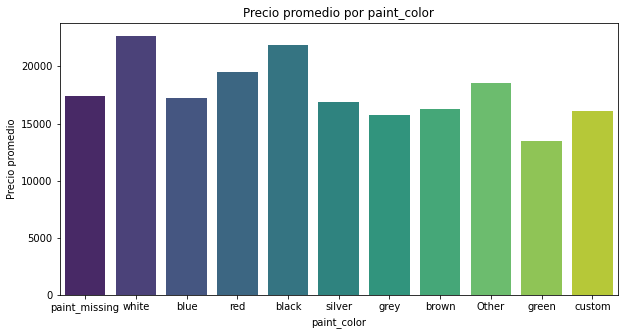 Precio promedio por paint_color
Precio promedio
20000
15000
10000
5000
0
paint_missing white blue red black silver grey brown Other green custom
paint_color